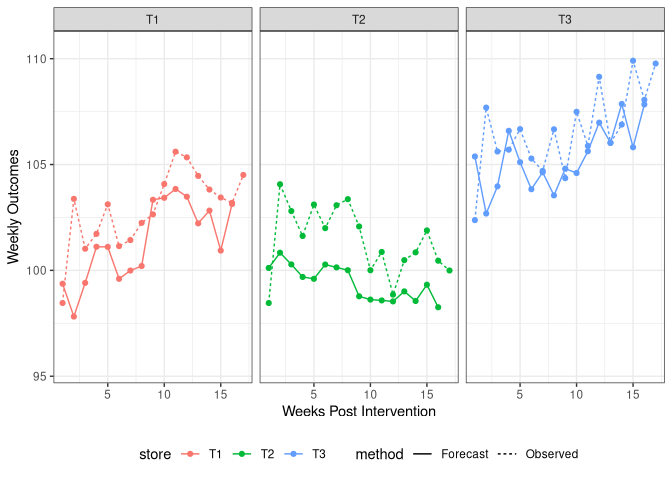 T1 T2 T3
Weekly Outcomes
110
105
100
95
5 10 15 5 10 15 5 10 15
Weeks Post Intervention
store T1 T2 T3 method Forecast Observed